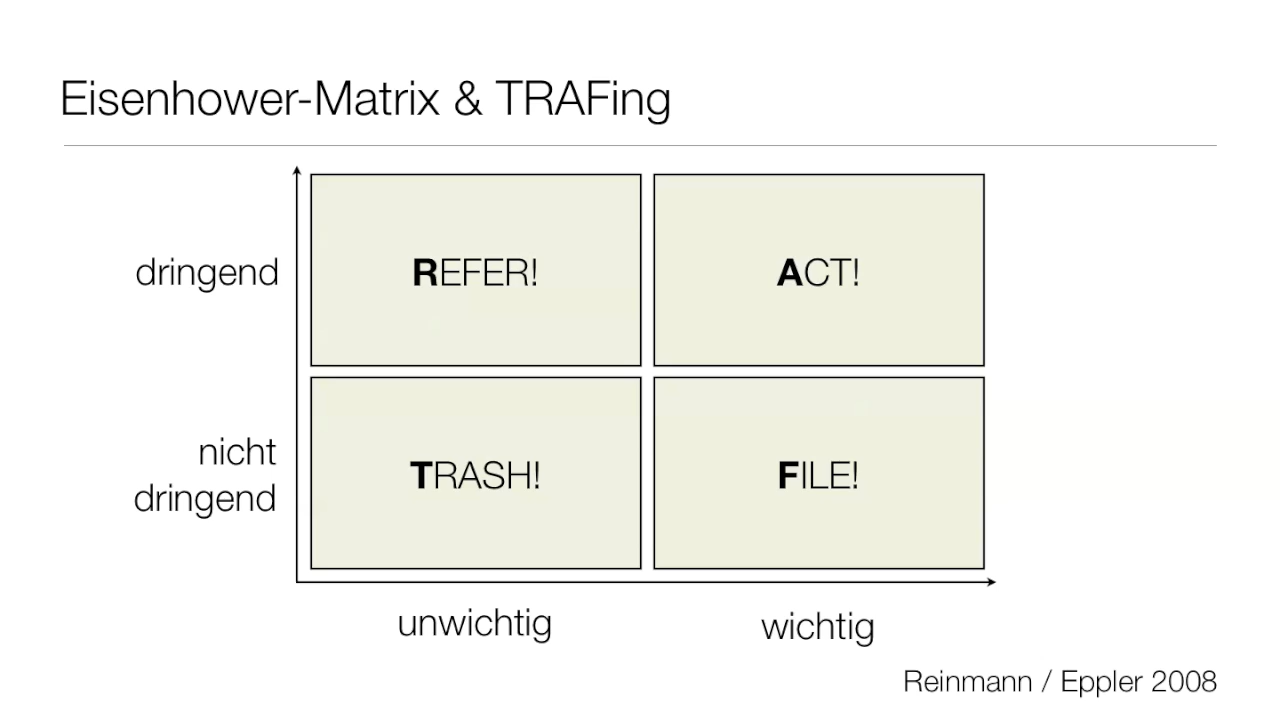 Eisenhower-Matrix & TRAFing
dringend
REFER!
ACT!
nicht
dringend
TRASH!
FILE!
unwichtig
wichtig
Reinmann / Eppler 2008